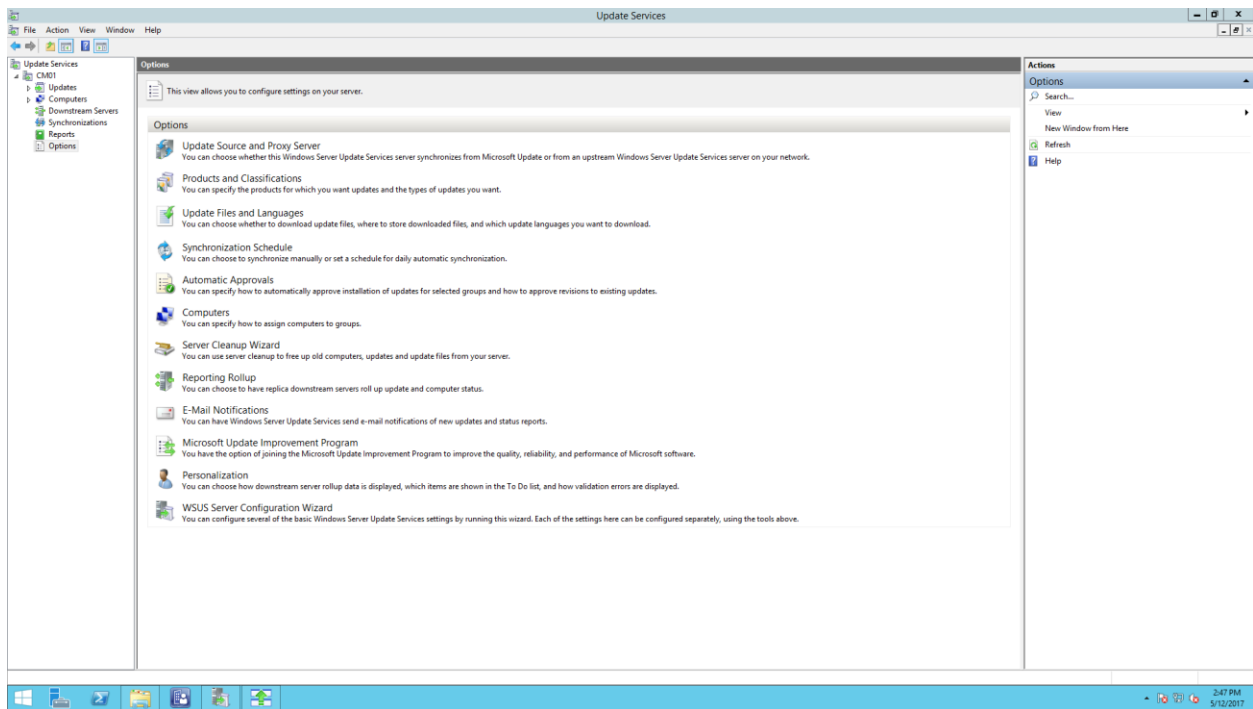 Update Services
File Action View Window Help
Update Services
CM01
Updates
Computers
Downstream Servers
Synchronizations
Reports
Options
Options
This view allows you to configure settings on your server.
Options
Update Source and Proxy Server
You can choose whether this Windows Server Update Services server synchronizes from Microsoft Update or from an upstream Windows Server Update Services server on your network.
Products and Classifications
You can specify the products for which you want updates and the types of updates you want.
Update Files and Languages
You can choose whether to download update files, where to store downloaded files, and which update languages you want to download.
Synchronization Schedule
You can choose to synchronize manually or set a schedule for daily automatic synchronization.
Automatic Approvals
You can specify how to automatically approve installation of updates for selected groups and how to approve revisions to existing updates.
Computers
You can specify how to assign computers to groups.
Server Cleanup Wizard
You can use server cleanup to free up old computers, updates and update files from your server.
Reporting Rollup
You can choose to have replica downstream servers roll up update and computer status.
E-Mail Notifications
You can have Windows Server Update Services send e-mail notifications of new updates and status reports.
Microsoft Update Improvement Program
You have the option of joining the Microsoft Update Improvement Program to improve the quality, reliability, and performance of Microsoft software.
Personalization
You can choose how downstream server rollup data is displayed, which items are shown in the To Do list, and how validation errors are displayed.
WSUS Server Configuration Wizard
You can configure several of the basic Windows Server Update Services settings by running this wizard. Each of the settings here can be configured separately, using the tools above.
Actions
Options
Search...
View
New Window from Here
Refresh
Help
2:47 PM
5/12/2017